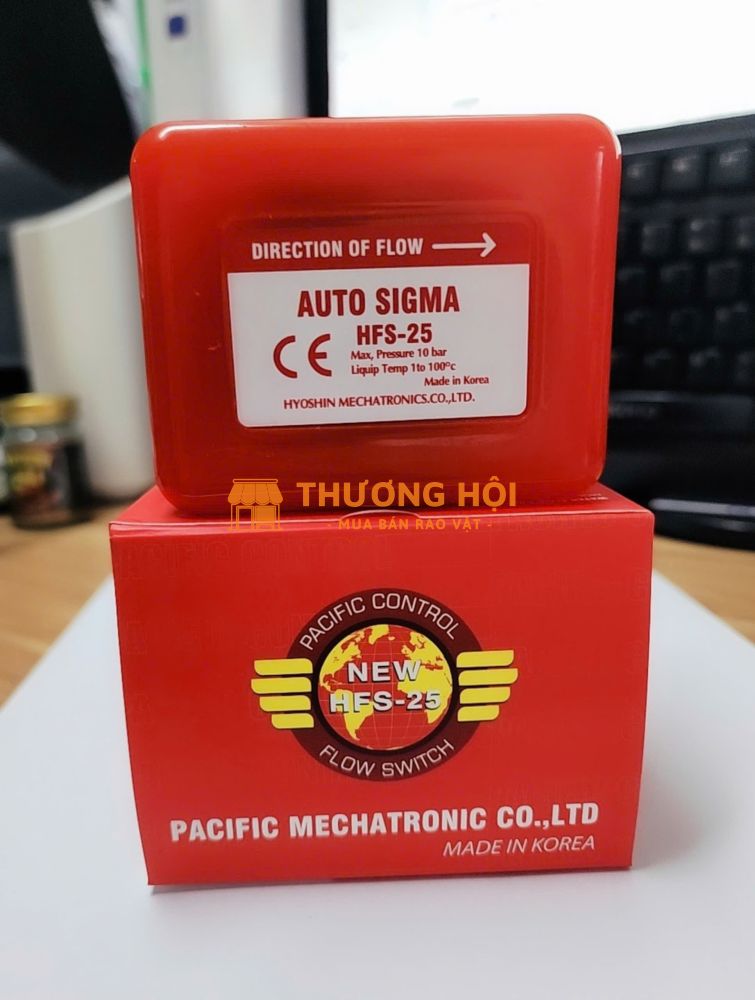 DIRECTION OF FLOW
AUTO SIGMA
HFS-25
CE
Max, Pressure 10 bar
Liquip Temp 1to 100°c
Made in Korea
HYOSHIN MECHATRONICS.CO.,LTD.
THƯƠNG HỘI
- MUA BÁN RAO VẶT -
PACIFIC CONTROL
NEW
HFS-25
FLOW SWITCH
PACIFIC MECHATRONIC CO.,LTD
MADE IN KOREA